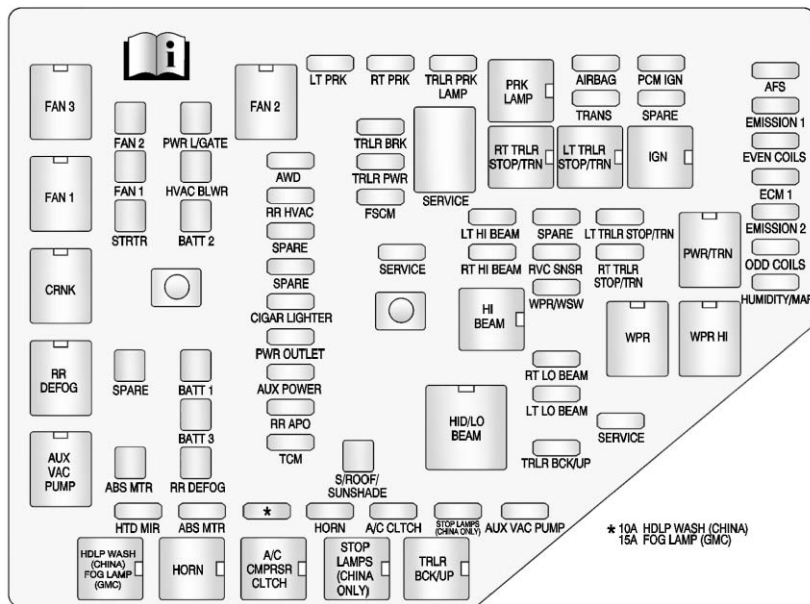 LT PRK
RT PRK
TRLR PRK
LAMP
PRK
LAMP
AIRBAG
PCM IGN
AFS
FAN 3
FAN 2
FAN 2
PWR L/GATE
TRLR BRK
TRANS
SPARE
EMISSION 1
SERVICE
RT TRLR
STOP/TRN
LT TRLR
STOP/TRN
IGN
EVEN COILS
FAN 1
FAN 1
HVAC BLWR
AWD
TRLR PWR
ECM 1
RR HVAC
FSCM
STRTR
BATT 2
SPARE
LT HI BEAM
SPARE
LT TRLR STOP/TRN
EMISSION 2
PWR/TRN
SERVICE
RT HI BEAM
RVC SNSR
RT TRLR
STOP/TRN
ODD COILS
CRNK
SPARE
WPR/WSW
HUMIDITY/MAP
CIGAR LIGHTER
HI
BEAM
WPR
WPR HI
PWR OUTLET
RR
DEFOG
SPARE
BATT 1
AUX POWER
RT LO BEAM
RR APO
LT LO BEAM
BATT 3
HID/LO
BEAM
SERVICE
TCM
TRLR BCK/UP
AUX
VAC
PUMP
ABS MTR
RR DEFOG
S/ROOF/
SUNSHADE
HTD MIR
ABS MTR
*
HORN
A/C CLTCH
STOP LAMPS
(CHINA ONLY)
AUX VAC PUMP
* 10A HDLP WASH (CHINA)
15A FOG LAMP (GMC)
HDLP WASH
(CHINA)
FOG LAMP
(GMC)
HORN
A/C
CMPRSR
CLTCH
STOP
LAMPS
(CHINA
ONLY)
TRLR
BCK/UP